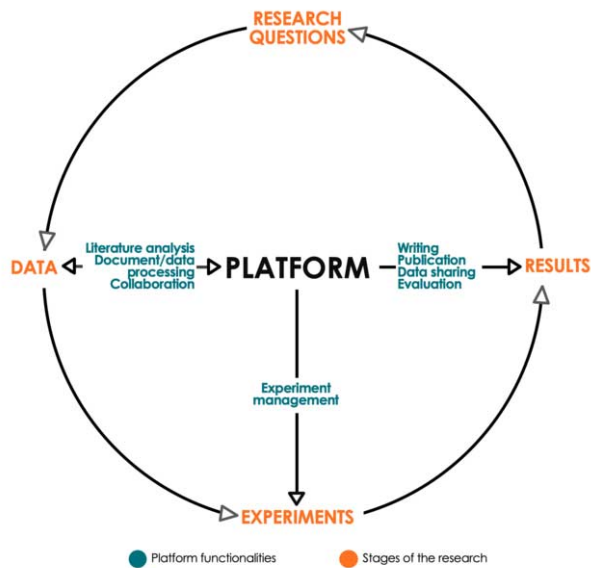 RESEARCH
QUESTIONS
Literature analysis
Document/data
processing
Collaboration
DATA
PLATFORM
Writing
Publication
Data sharing
Evaluation
RESULTS
Experiment
management
EXPERIMENTS
Platform functionalities
Stages of the research